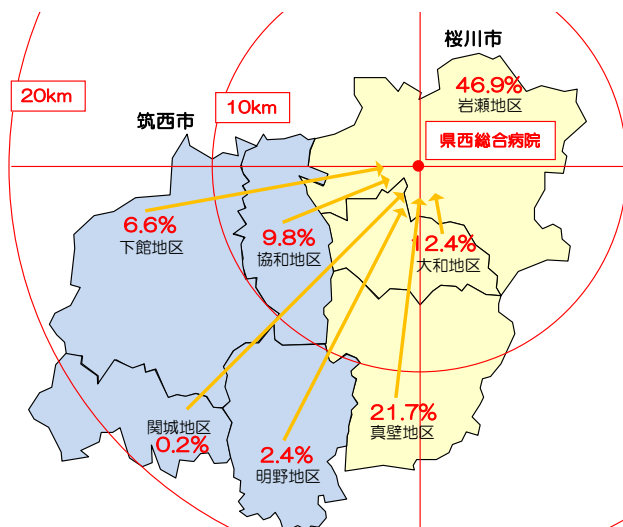 桜川市
46.9%
岩瀬地区
20km
10km
筑西市
県西総合病院
6.6%
下館地区
9.8%
協和地区
12.4%
大和地区
関城地区
0.2%
2.4%
明野地区
21.7%
真壁地区